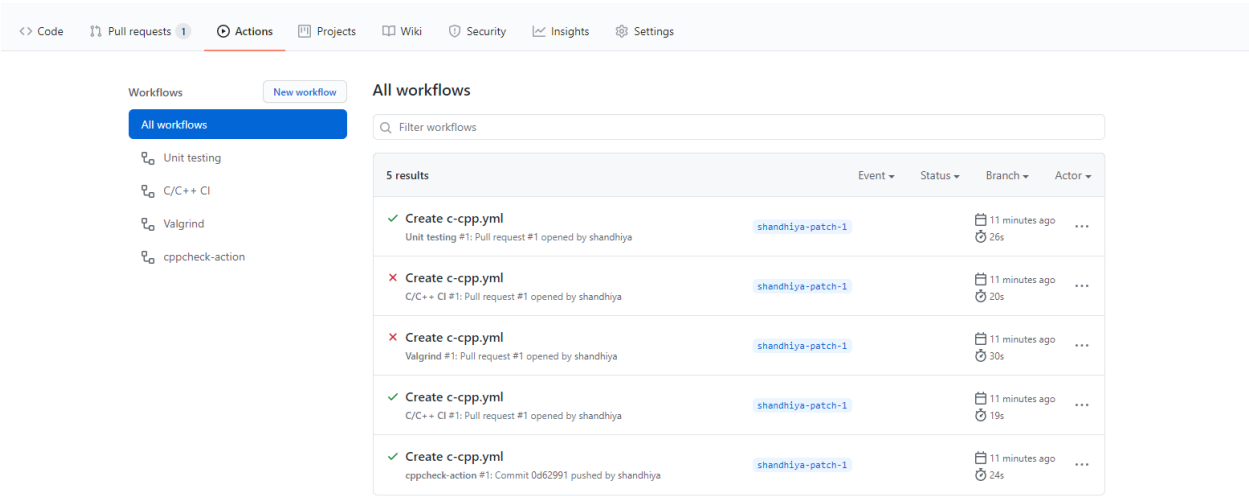 Code Pull requests 1 Actions Projects Wiki Security Insights Settings
Workflows New workflow
All workflows
Unit testing
C/C++ CI
Valgrind
cppcheck-action
All workflows
Filter workflows
5 results Event Status Branch Actor
Create c-cpp.yml
Unit testing #1: Pull request #1 opened by shandhiya
shandhiya-patch-1
11 minutes ago
26s
Create c-cpp.yml
C/C++ CI #1: Pull request #1 opened by shandhiya
shandhiya-patch-1
11 minutes ago
20s
Create c-cpp.yml
Valgrind #1: Pull request #1 opened by shandhiya
shandhiya-patch-1
11 minutes ago
30s
Create c-cpp.yml
C/C++ CI #1: Pull request #1 opened by shandhiya
shandhiya-patch-1
11 minutes ago
19s
Create c-cpp.yml
cppcheck-action #1: Commit 0d62991 pushed by shandhiya
shandhiya-patch-1
11 minutes ago
24s